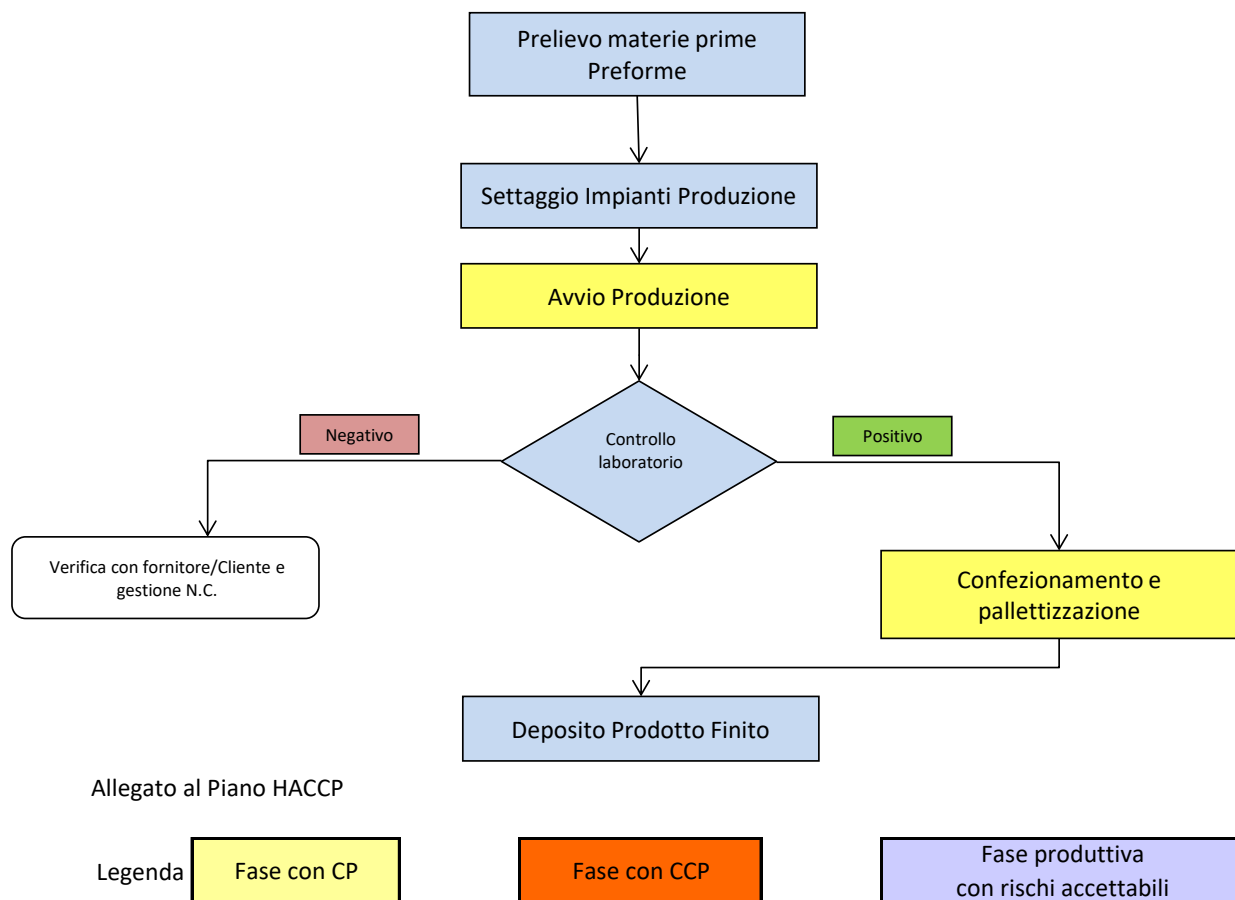 Prelievo materie prime
Preforme
Settaggio Impianti Produzione
Avvio Produzione
Negativo
Controllo
laboratorio
Positivo
Verifica con fornitore/Cliente e
gestione N.C.
Confezionamento e
pallettizzazione
Deposito Prodotto Finito
Allegato al Piano HACCP
Legenda
Fase con CP
Fase con CCP
Fase produttiva
con rischi accettabili